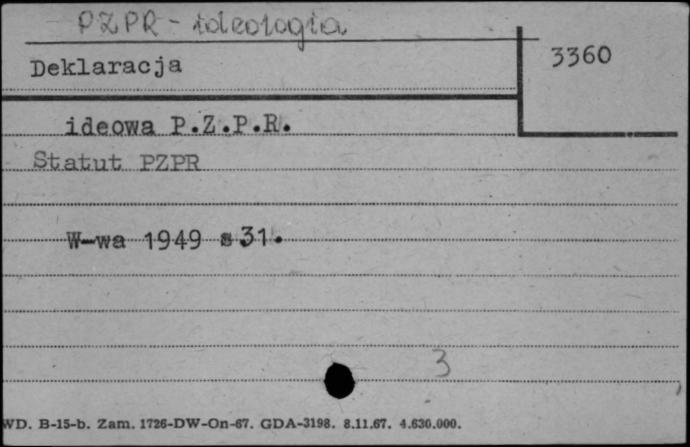 PZPR - ideologia
3360
Deklaracja
ideowa P.Z.P.R.
Statut PZPR
W-wa 1949 s 31.
3
WD. B-15-b. Zam. 1726-DW-On-67. GDA-3198. 8.11.67. 4.630.000.